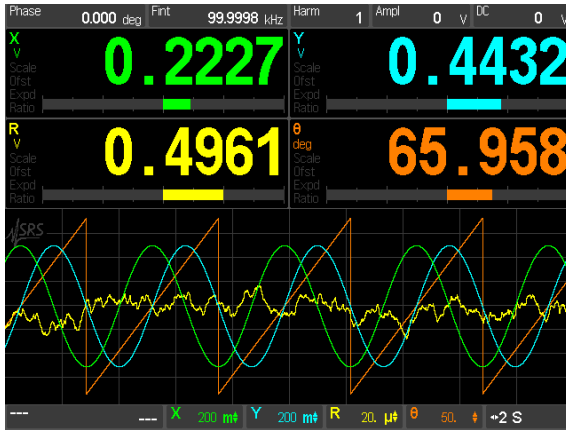 Phase 0.000 deg Fint 99.9998 kHz Harm 1 Ampl 0 V DC 0 V
X Y
V 0.2227 V 0.4432
Scale Scale
Ofst Ofst
Expd Expd
Ratio Ratio
R θ
V 0.4961 deg 65.958
Scale Scale
Ofst Ofst
Expd Expd
Ratio Ratio
SRS
--- --- X 200 m Y 200 m R 20. µ θ 50. 2 S